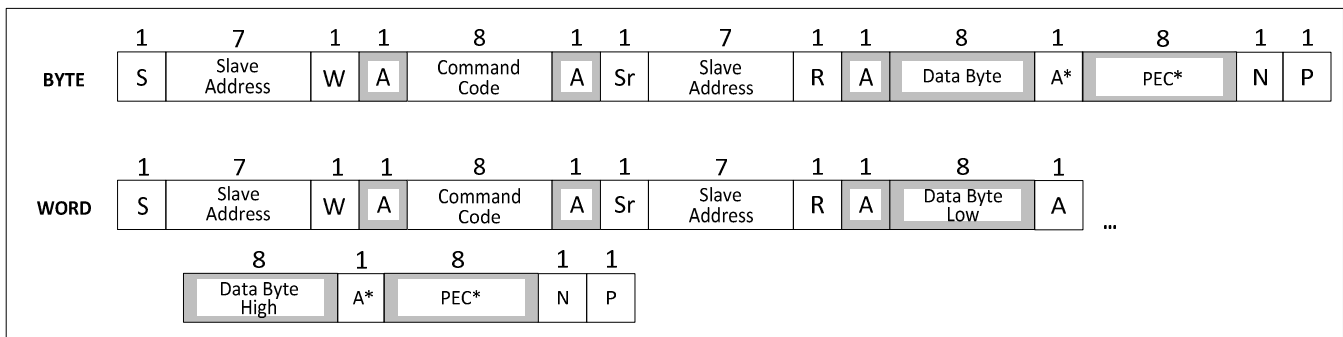 1 7 1 1 8 1 1 7 1 1 8 1 8 1 1
BYTE S Slave Address W A Command Code A Sr Slave Address R A Data Byte A* PEC* N P
1 7 1 1 8 1 1 7 1 1 8 1
WORD S Slave Address W A Command Code A Sr Slave Address R A Data Byte Low A ...
8 1 8 1 1
Data Byte High A* PEC* N P